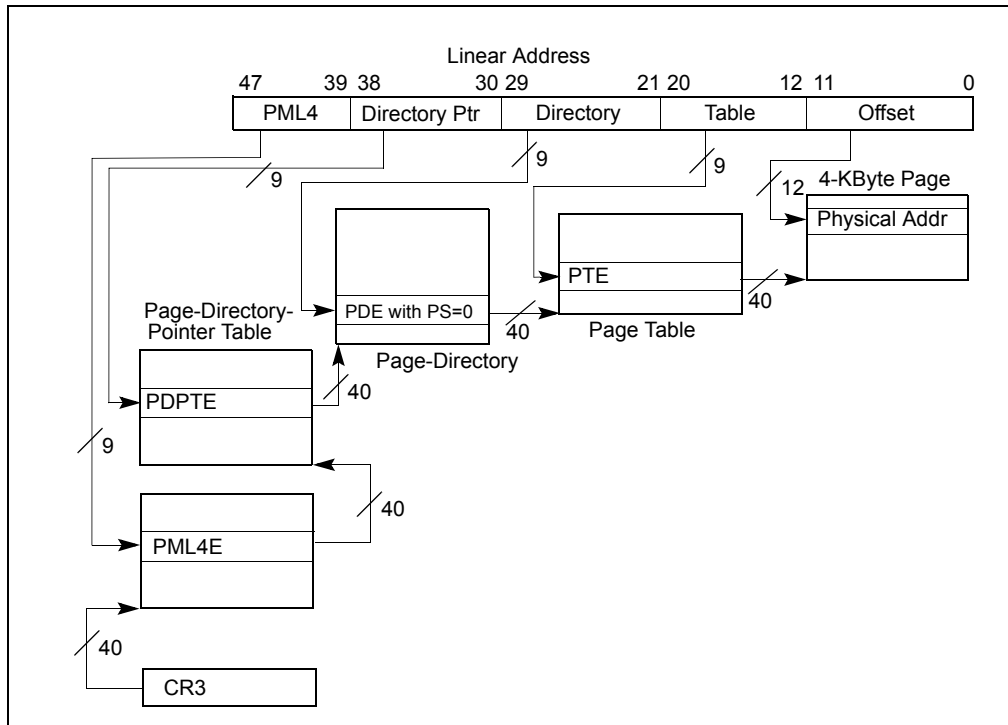 Linear Address
47 39 38 30 29 21 20 12 11 0
PML4 Directory Ptr Directory Table Offset
9 9 9
12 4-KByte Page
Physical Addr
PTE
40
Page Table
PDE with PS=0
40
Page-Directory
Page-Directory-
Pointer Table
40
PDPTE
9
40
PML4E
40
CR3